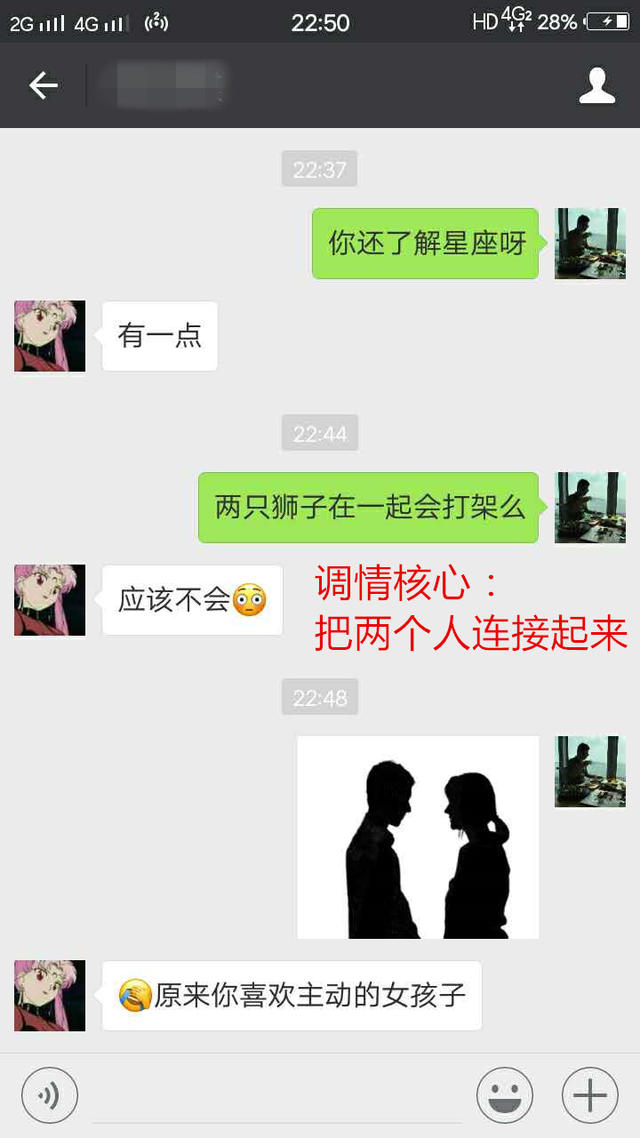 2G 4G 22:50 HD 4G2 28%
22:37
你还了解星座呀
有一点
22:44
两只狮子在一起会打架么
应该不会😳
调情核心：
把两个人连接起来
22:48
🤦原来你喜欢主动的女孩子